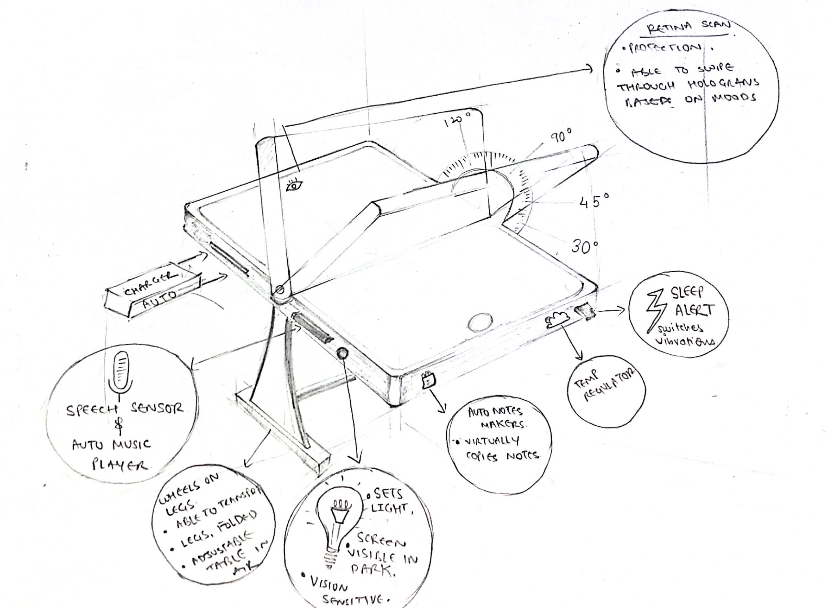 RETINA SCAN
• PROTECTION.
• ABLE TO SWIPE
THROUGH HOLOGRAMS
BASED ON MOODS
120°
90°
45°
30°
CHARGER
AUTO
SLEEP
ALERT
switches
vibrations
TEMP
REGULATOR
SPEECH SENSOR
&
AUTO MUSIC
PLAYER.
AUTO NOTES
MAKERS.
• VIRTUALLY
COPIES NOTES
WHEELS ON
LEGS.
• ABLE TO TRANSPORT
• LEGS, FOLDED
• ADJUSTABLE
TABLE IN
AIR
• SETS
LIGHT.
• SCREEN
VISIBLE IN
DARK.
• VISION
SENSITIVE.